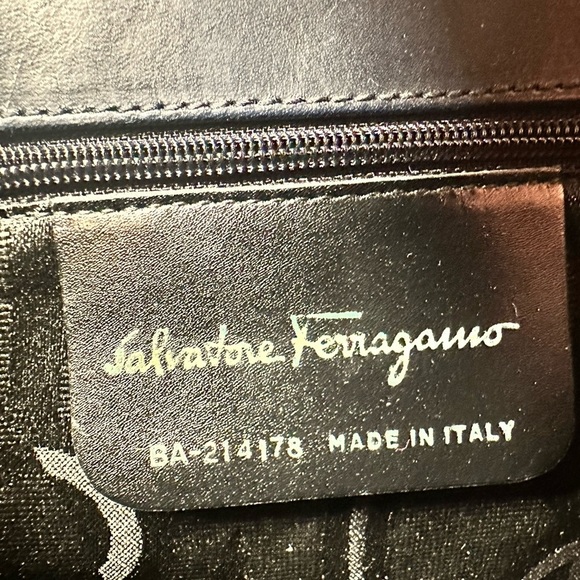 Salvatore Ferragamo
BA-214178 MADE IN ITALY